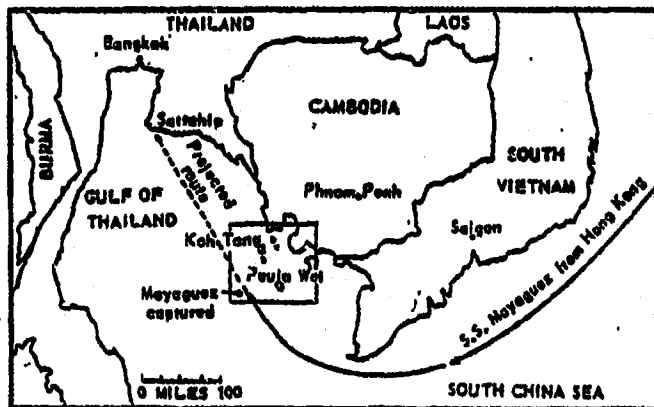 THAILAND
LAOS
Bangkok
CAMBODIA
Sattahip
BURMA
Projected
route
SOUTH
VIETNAM
GULF OF
THAILAND
Phnom Penh
Saigon
Koh Tang
Paulo Wai
Mayaguez
captured
S.S. Mayaguez from Hong Kong
0 MILES 100
SOUTH CHINA SEA